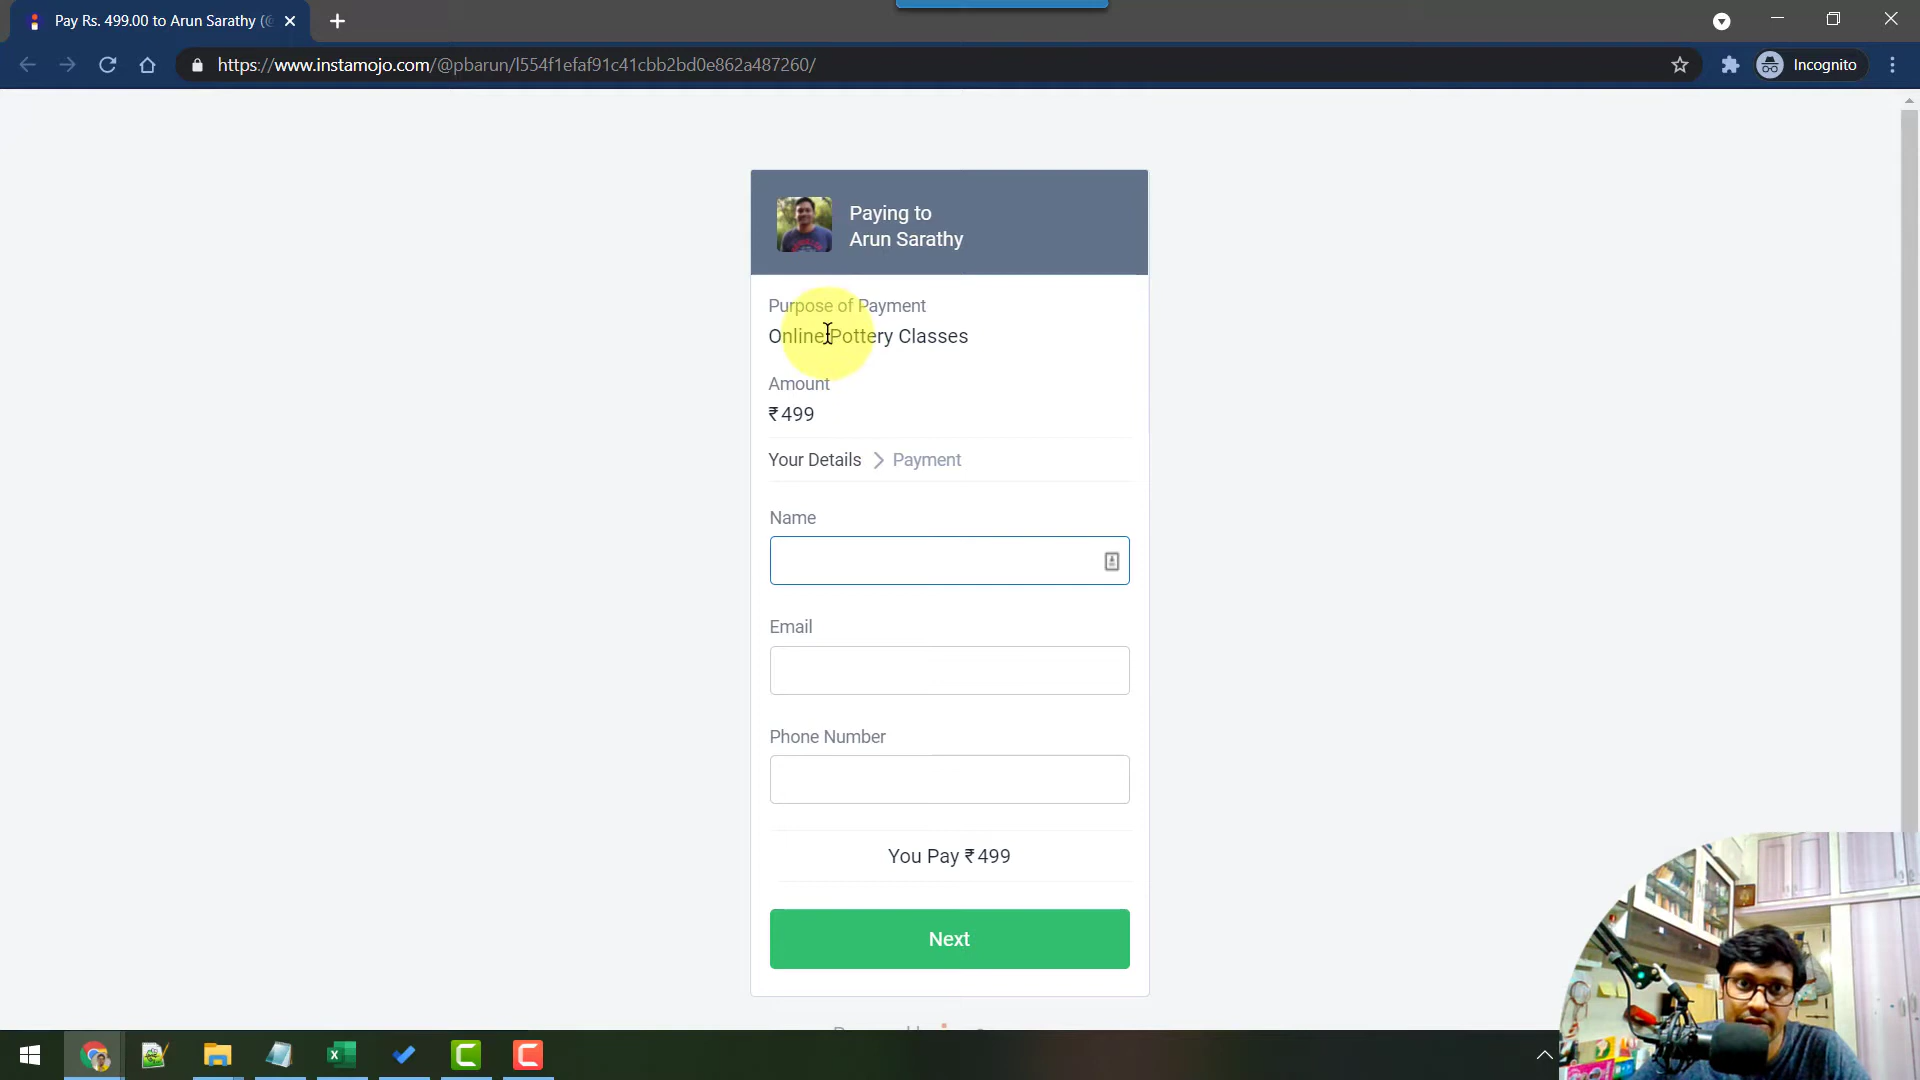 Pay Rs. 499.00 to Arun Sarathy (@
https://www.instamojo.com/@pbarun/l554f1efaf91c41cbb2bd0e862a487260/
Incognito
Paying to
Arun Sarathy
Purpose of Payment
Online Pottery Classes
Amount
₹499
Your Details
Payment
Name
Email
Phone Number
You Pay ₹499
Next